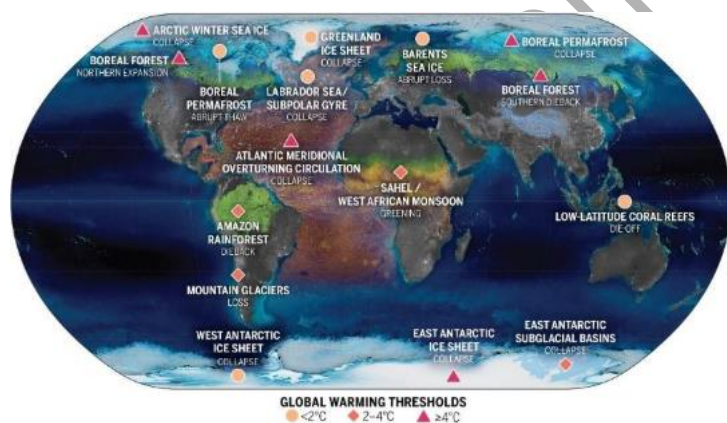 ARCTIC WINTER SEA ICE
COLLAPSE
GREENLAND
ICE SHEET
COLLAPSE
BARENTS
SEA ICE
ABRUPT LOSS
BOREAL PERMAFROST
COLLAPSE
BOREAL FOREST
NORTHERN EXPANSION
BOREAL
PERMAFROST
ABRUPT THAW
LABRADOR SEA/
SUBPOLAR GYRE
COLLAPSE
BOREAL FOREST
SOUTHERN DIEBACK
ATLANTIC MERIDIONAL
OVERTURNING CIRCULATION
COLLAPSE
SAHEL /
WEST AFRICAN MONSOON
GREENING
LOW-LATITUDE CORAL REEFS
DIE-OFF
AMAZON
RAINFOREST
DIEBACK
MOUNTAIN GLACIERS
LOSS
WEST ANTARCTIC
ICE SHEET
COLLAPSE
EAST ANTARCTIC
ICE SHEET
COLLAPSE
EAST ANTARCTIC
SUBGLACIAL BASINS
COLLAPSE
GLOBAL WARMING THRESHOLDS
<2°C 2–4°C ≥4°C